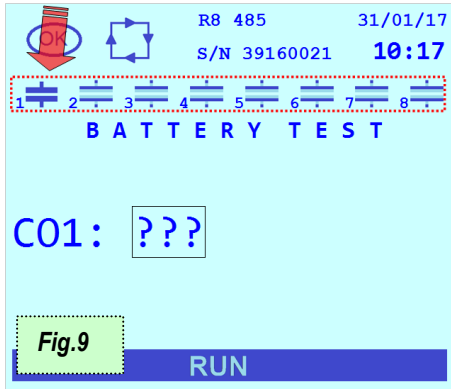 OK
R8 485 31/01/17
S/N 39160021 10:17
1 2 3 4 5 6 7 8
BATTERY TEST
CO1: ???
Fig.9
RUN